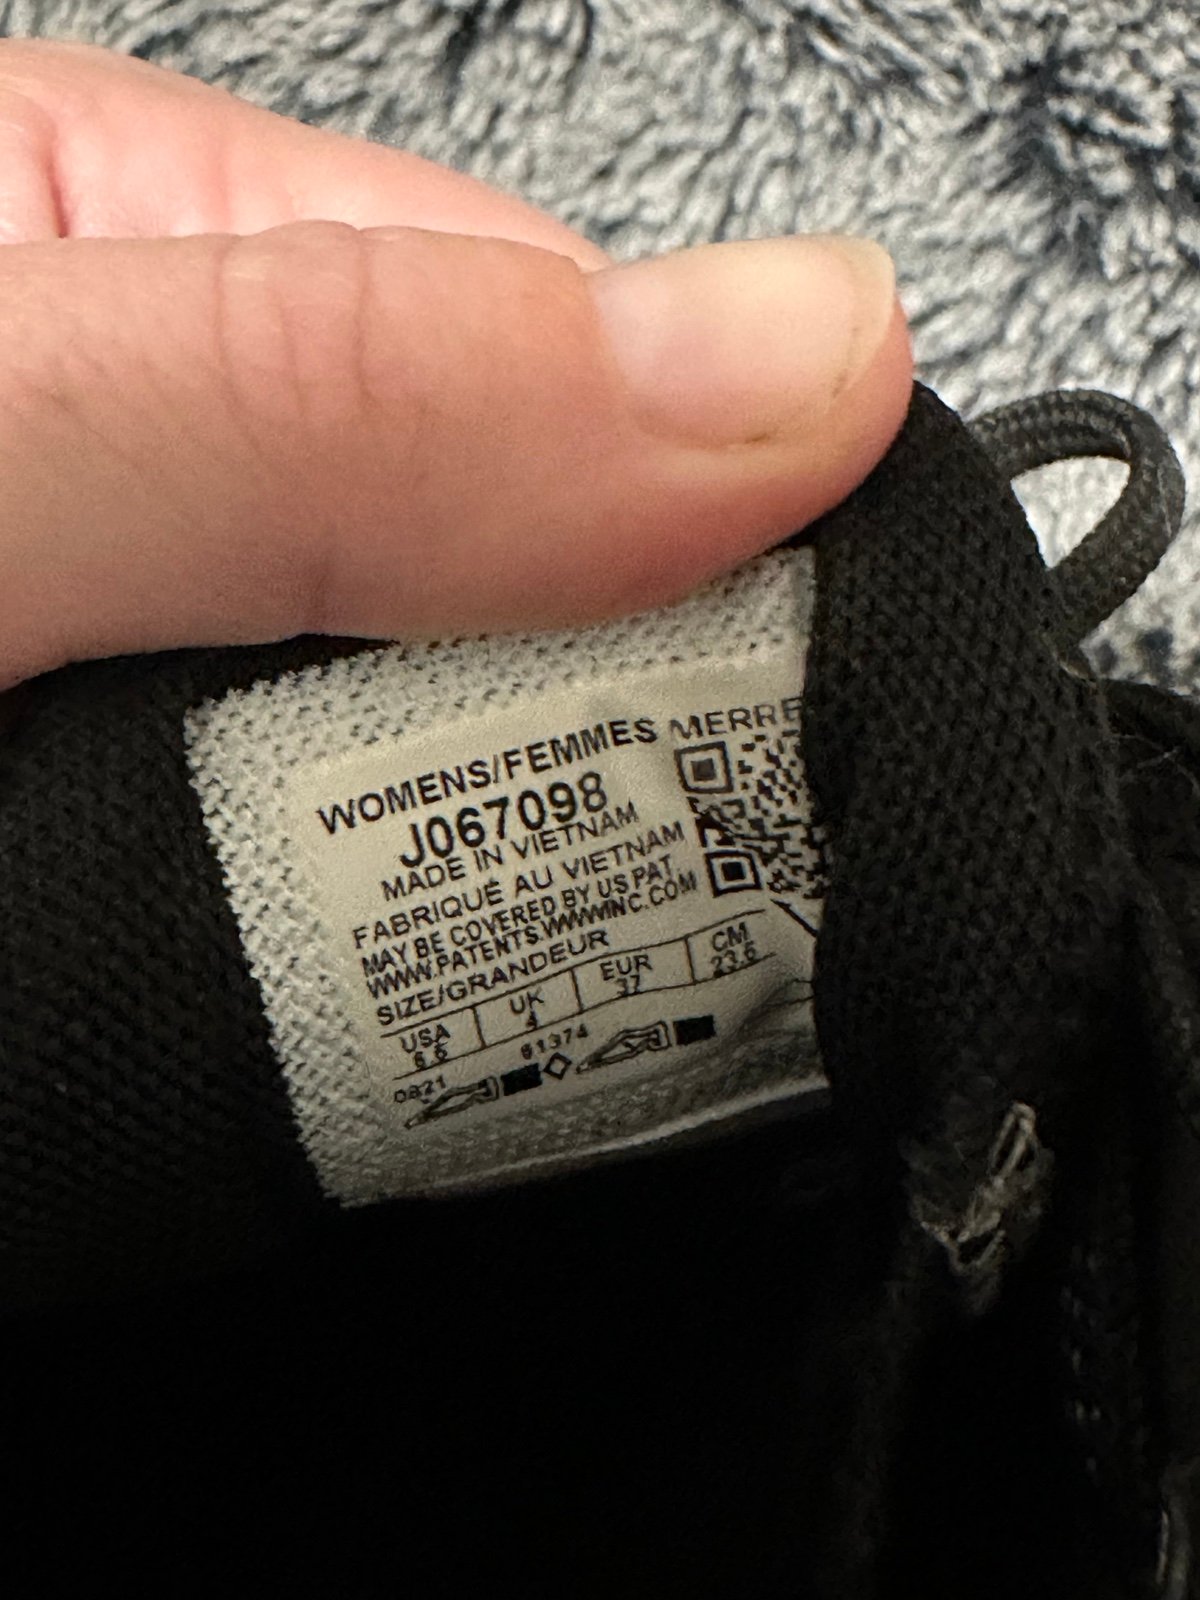 WOMENS/FEMMES MERRE
J067098
MADE IN VIETNAM
FABRIQUÉ AU VIETNAM
MAY BE COVERED BY US PAT.
WWW.PATENTS.WWWINC.COM
SIZE/GRANDEUR
USA UK EUR CM
6.5 4 37 23.5
0821 61374